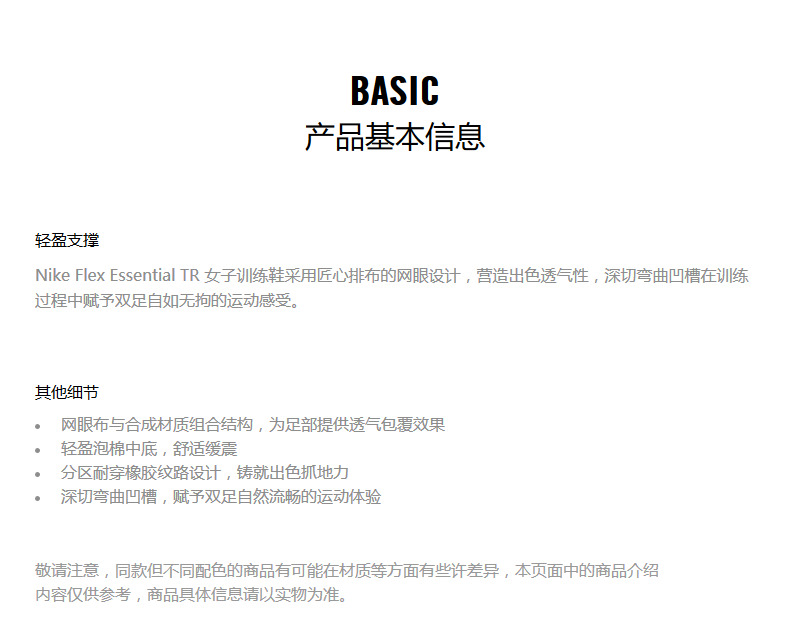 BASIC
产品基本信息
轻盈支撑
Nike Flex Essential TR 女子训练鞋采用匠心排布的网眼设计，营造出色透气性，深切弯曲凹槽在训练
过程中赋予双足自如无拘的运动感受。
其他细节
• 网眼布与合成材质组合结构，为足部提供透气包覆效果
• 轻盈泡棉中底，舒适缓震
• 分区耐穿橡胶纹路设计，铸就出色抓地力
• 深切弯曲凹槽，赋予双足自然流畅的运动体验
敬请注意，同款但不同配色的商品有可能在材质等方面有些许差异，本页面中的商品介绍
内容仅供参考，商品具体信息请以实物为准。